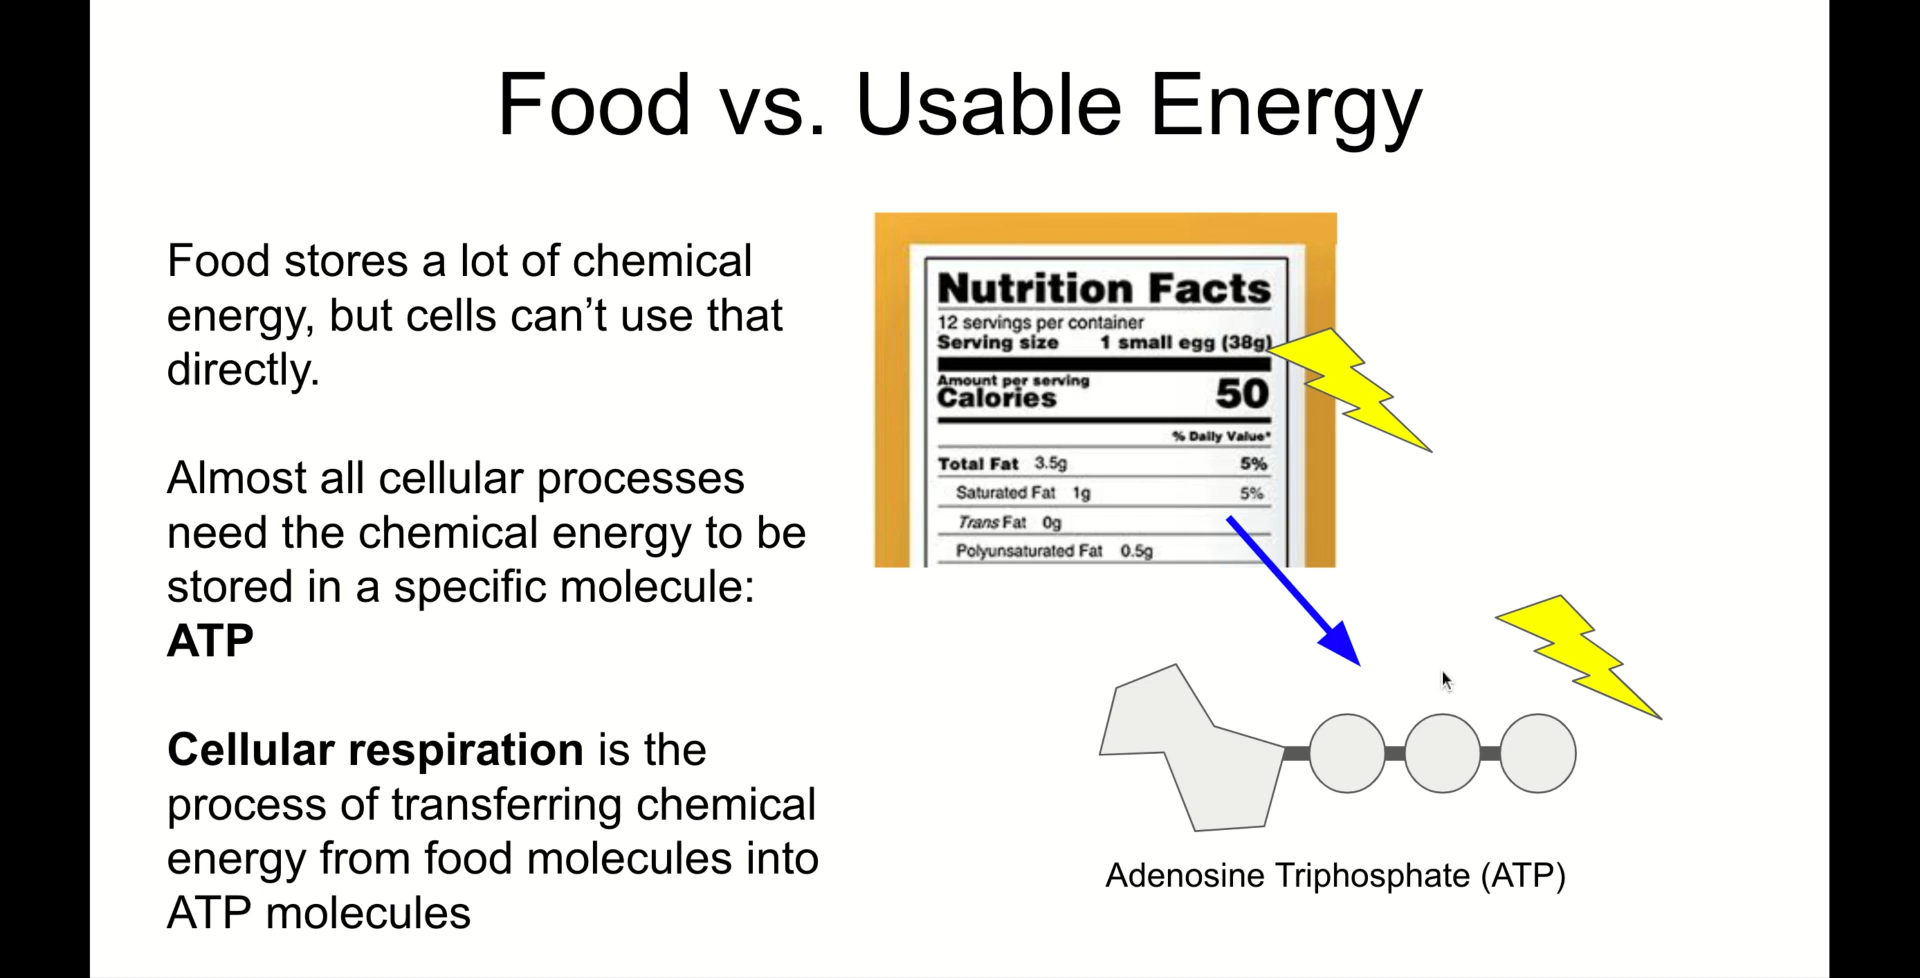 Food vs. Usable Energy
Food stores a lot of chemical
energy, but cells can’t use that
directly.
Almost all cellular processes
need the chemical energy to be
stored in a specific molecule:
ATP
Cellular respiration is the
process of transferring chemical
energy from food molecules into
ATP molecules
Nutrition Facts
12 servings per container
Serving size 1 small egg (38g)
Amount per serving
Calories 50
% Daily Value*
Total Fat 3.5g 5%
Saturated Fat 1g 5%
Trans Fat 0g
Polyunsaturated Fat 0.5g
Adenosine Triphosphate (ATP)